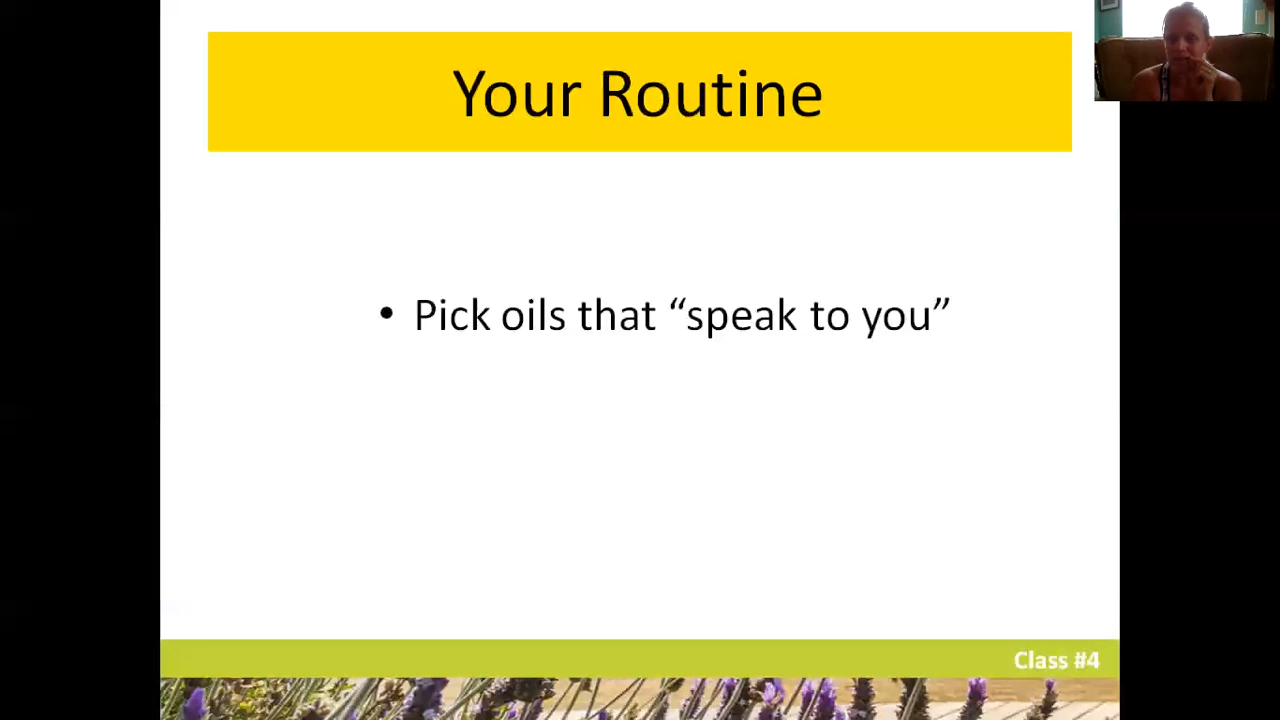 Your Routine
• Pick oils that “speak to you”
Class #4